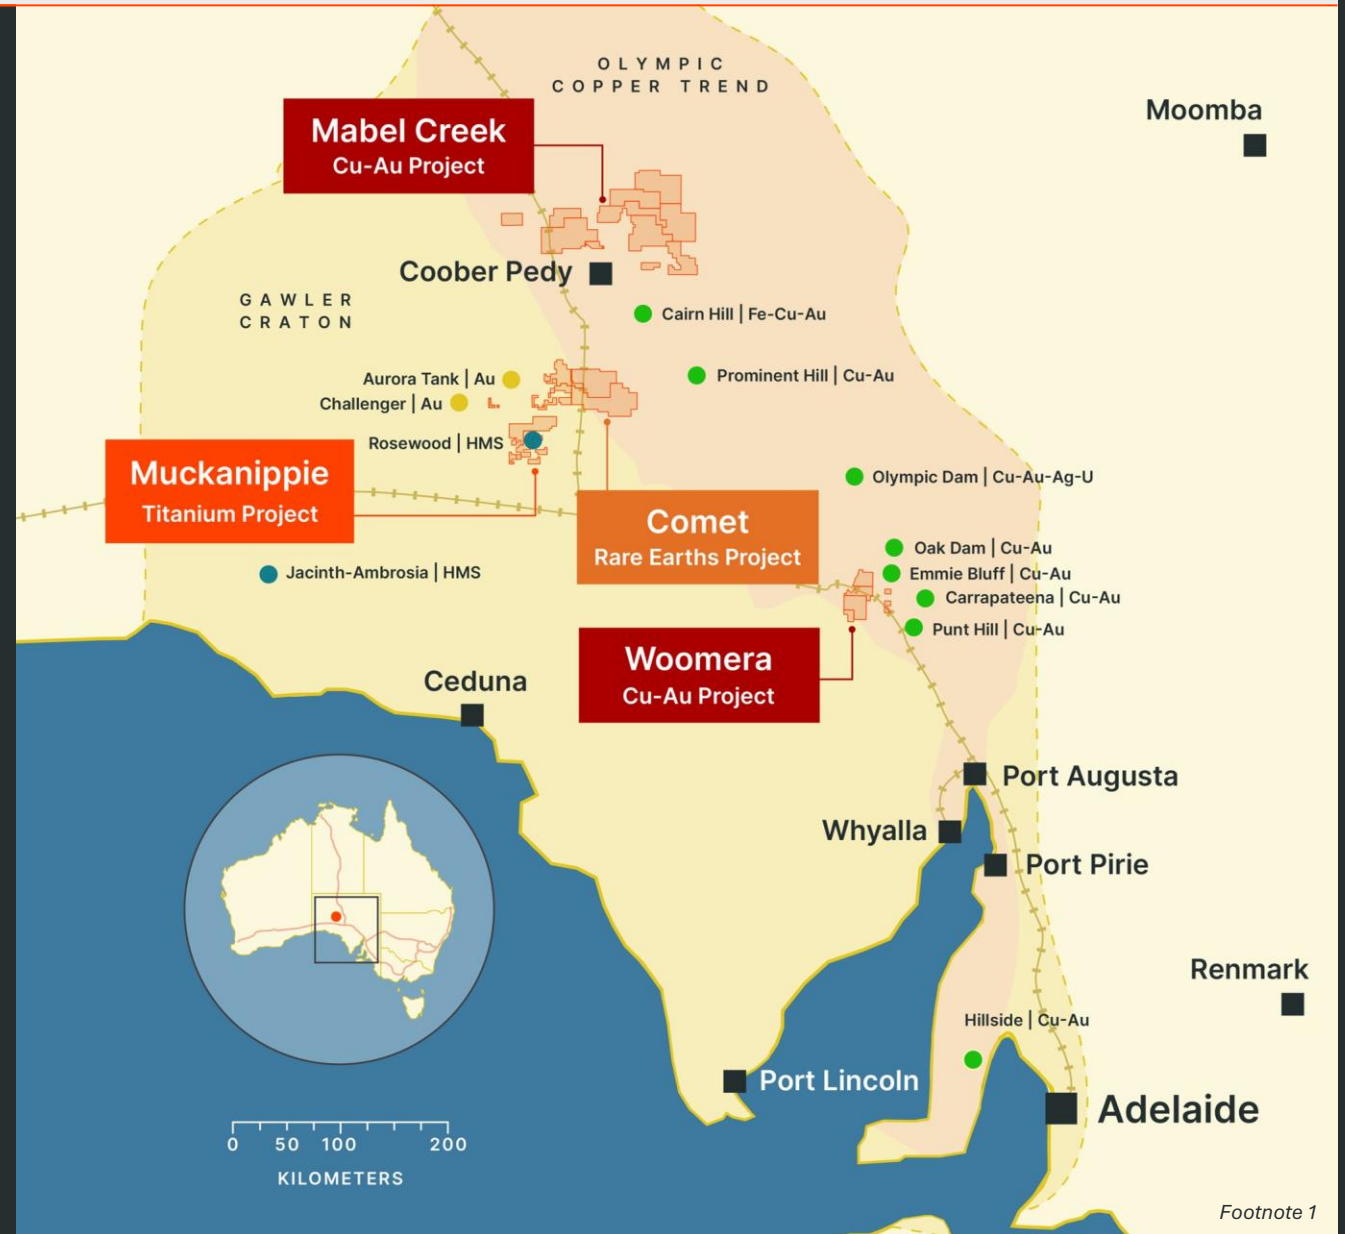 OLYMPIC
COPPER TREND
Moomba
Mabel Creek
Cu-Au Project
Coober Pedy
GAWLER
CRATON
Cairn Hill | Fe-Cu-Au
Aurora Tank | Au
Prominent Hill | Cu-Au
Challenger | Au
Rosewood | HMS
Muckanippie
Titanium Project
Olympic Dam | Cu-Au-Ag-U
Comet
Rare Earths Project
Oak Dam | Cu-Au
Jacinth-Ambrosia | HMS
Emmie Bluff | Cu-Au
Carrapateena | Cu-Au
Punt Hill | Cu-Au
Woomera
Cu-Au Project
Ceduna
Port Augusta
Whyalla
Port Pirie
Renmark
Hillside | Cu-Au
Port Lincoln
Adelaide
0 50 100 200
KILOMETERS
Footnote 1